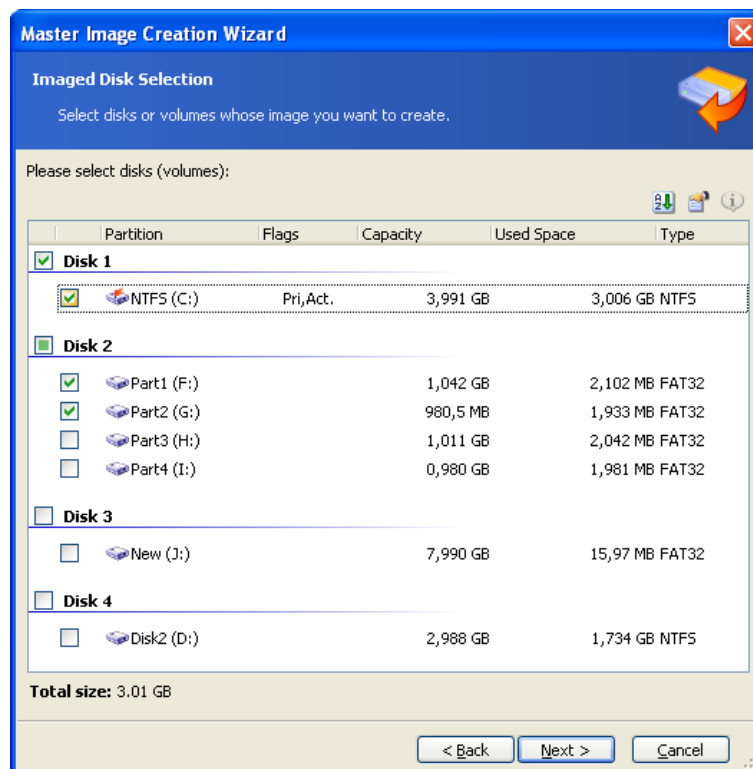 Master Image Creation Wizard
Imaged Disk Selection
Select disks or volumes whose image you want to create.
Please select disks (volumes):
Partition Flags Capacity Used Space Type
Disk 1
NTFS (C:) Pri,Act. 3,991 GB 3,006 GB NTFS
Disk 2
Part1 (F:) 1,042 GB 2,102 MB FAT32
Part2 (G:) 980,5 MB 1,933 MB FAT32
Part3 (H:) 1,011 GB 2,042 MB FAT32
Part4 (I:) 0,980 GB 1,981 MB FAT32
Disk 3
New (J:) 7,990 GB 15,97 MB FAT32
Disk 4
Disk2 (D:) 2,988 GB 1,734 GB NTFS
Total size: 3.01 GB
< Back Next > Cancel